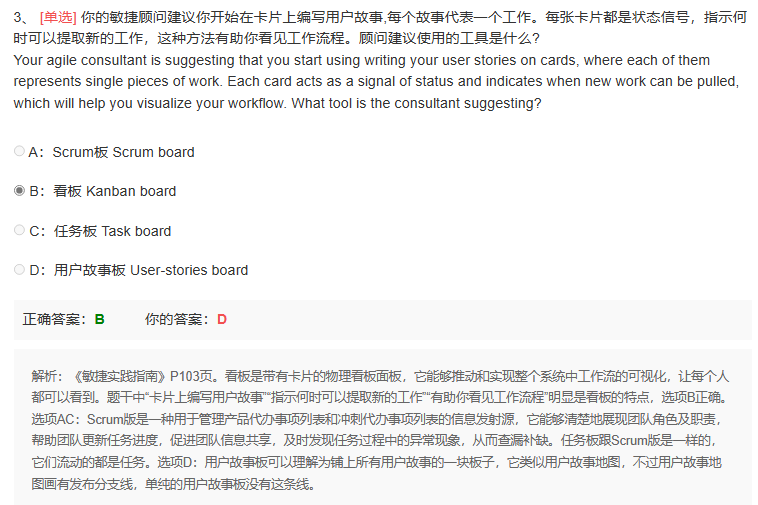 3、 [单选] 你的敏捷顾问建议你开始在卡片上编写用户故事,每个故事代表一个工作。每张卡片都是状态信号，指示何
时可以提取新的工作，这种方法有助你看见工作流程。顾问建议使用的工具是什么?
Your agile consultant is suggesting that you start using writing your user stories on cards, where each of them
represents single pieces of work. Each card acts as a signal of status and indicates when new work can be pulled,
which will help you visualize your workflow. What tool is the consultant suggesting?
A：Scrum板 Scrum board
B：看板 Kanban board
C：任务板 Task board
D：用户故事板 User-stories board
正确答案：B 你的答案：D
解析：《敏捷实践指南》P103页。看板是带有卡片的物理看板面板，它能够推动和实现整个系统中工作流的可视化，让每个人
都可以看到。题干中“卡片上编写用户故事”“指示何时可以提取新的工作”“有助你看见工作流程”明显是看板的特点，选项B正确。
选项AC：Scrum版是一种用于管理产品代办事项列表和冲刺代办事项列表的信息发射源，它能够清楚地展现团队角色及职责，
帮助团队更新任务进度，促进团队信息共享，及时发现任务过程中的异常现象，从而查漏补缺。任务板跟Scrum版是一样的，
它们流动的都是任务。选项D：用户故事板可以理解为铺上所有用户故事的一块板子，它类似用户故事地图，不过用户故事地
图画有发布分支线，单纯的用户故事板没有这条线。